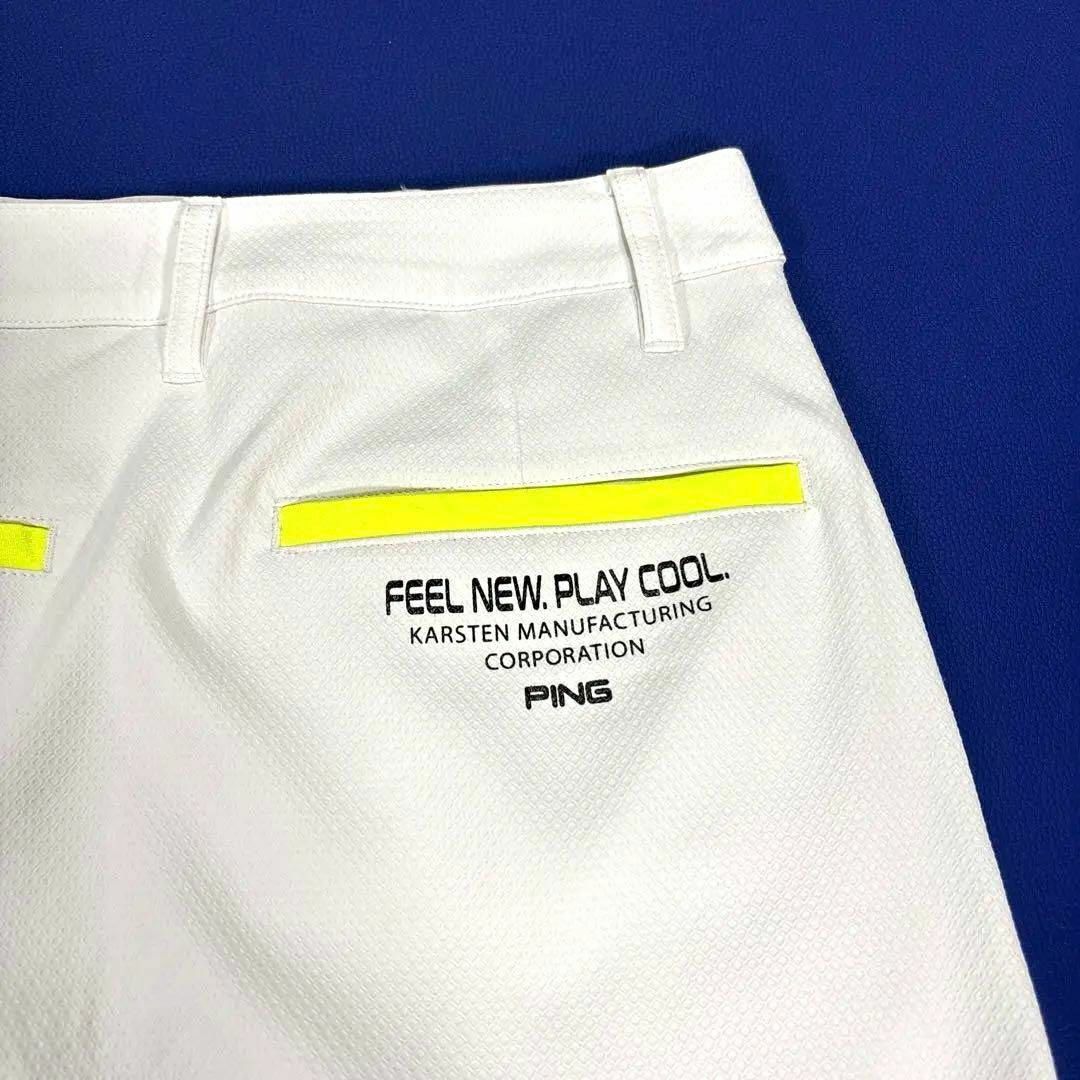 FEEL NEW. PLAY COOL.
KARSTEN MANUFACTURING
CORPORATION
PING